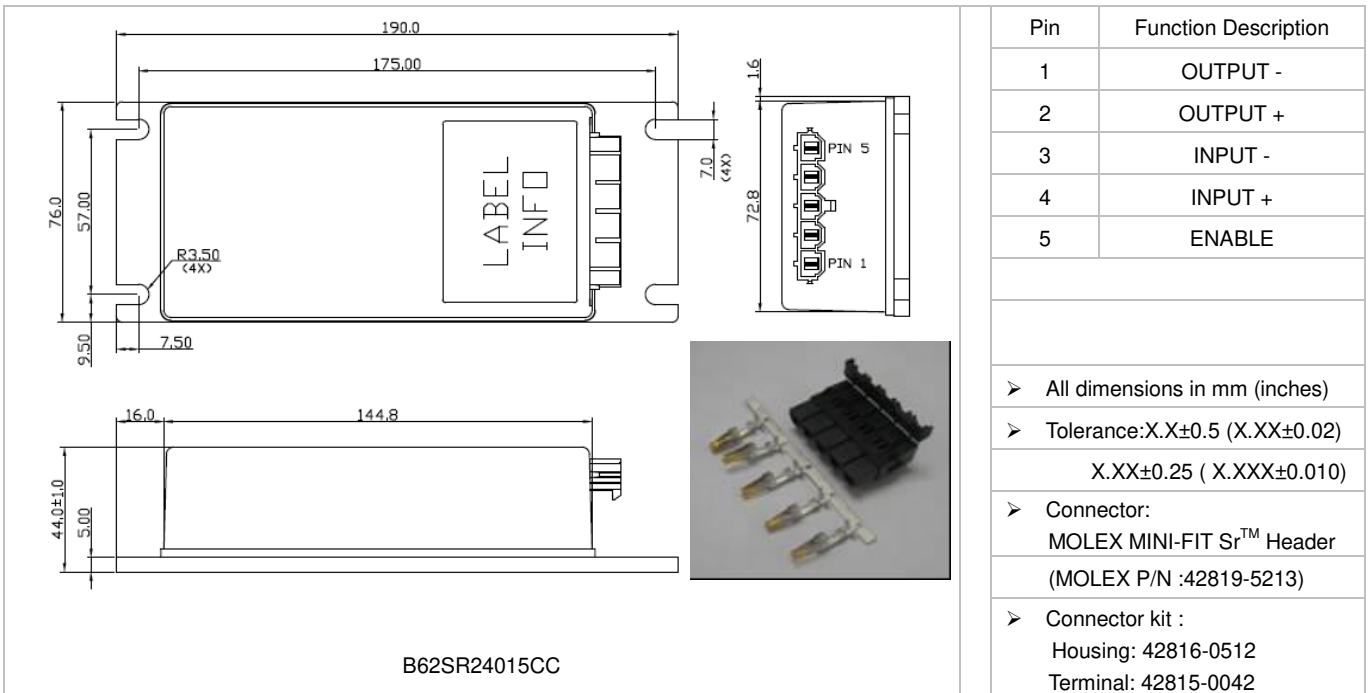 190.0
175.00
76.0
57.00
R3.50
(4X)
9.50
7.50
LABEL
INFO
7.0
(4X)
1.6
72.8
PIN 5
PIN 1
16.0
144.8
44.0±1.0
5.00
B62SR24015CC
Pin Function Description
1 OUTPUT -
2 OUTPUT +
3 INPUT -
4 INPUT +
5 ENABLE
➢ All dimensions in mm (inches)
➢ Tolerance:X.X±0.5 (X.XX±0.02)
X.XX±0.25 ( X.XXX±0.010)
➢ Connector:
MOLEX MINI-FIT Sr™ Header
(MOLEX P/N :42819-5213)
➢ Connector kit :
Housing: 42816-0512
Terminal: 42815-0042